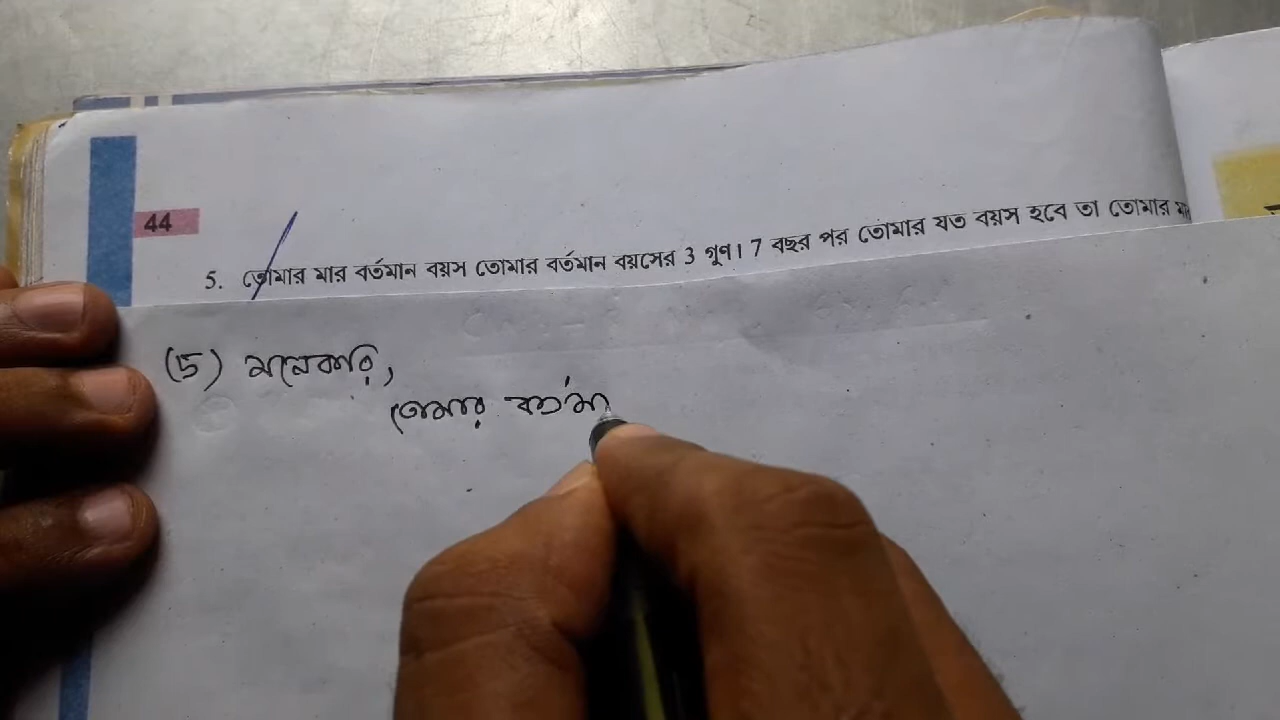 44
5. তোমার মার বর্তমান বয়স তোমার বর্তমান বয়সের 3 গুণ। 7 বছর পর তোমার যত বয়স হবে তা তোমার
(৫) মনেকরি,
তোমার বর্তমা